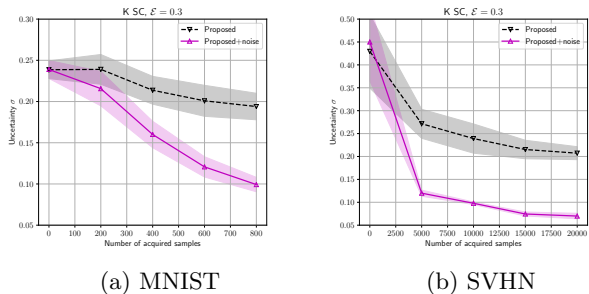 K SC, ℰ = 0.3
Proposed
Proposed+noise
Uncertainty σ
0.30
0.25
0.20
0.15
0.10
0.05
0 100 200 300 400 500 600 700 800
Number of acquired samples
(a) MNIST
K SC, ℰ = 0.3
Proposed
Proposed+noise
Uncertainty σ
0.50
0.45
0.40
0.35
0.30
0.25
0.20
0.15
0.10
0.05
0 2500 5000 7500 10000 12500 15000 17500 20000
Number of acquired samples
(b) SVHN